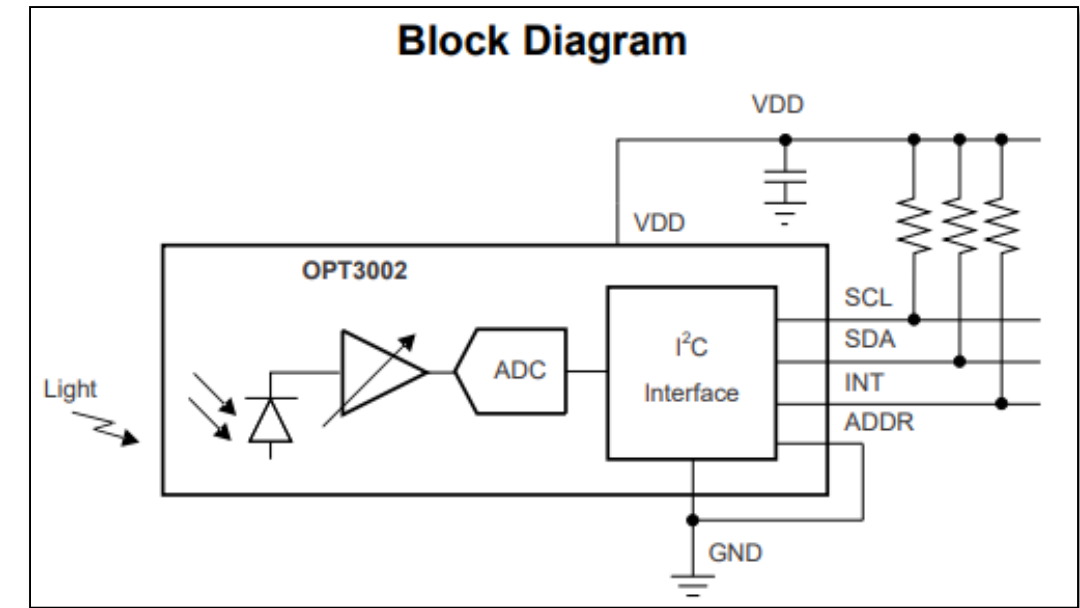 Block Diagram
VDD
VDD
OPT3002
SCL
I²C
SDA
ADC
Interface
INT
Light
ADDR
GND